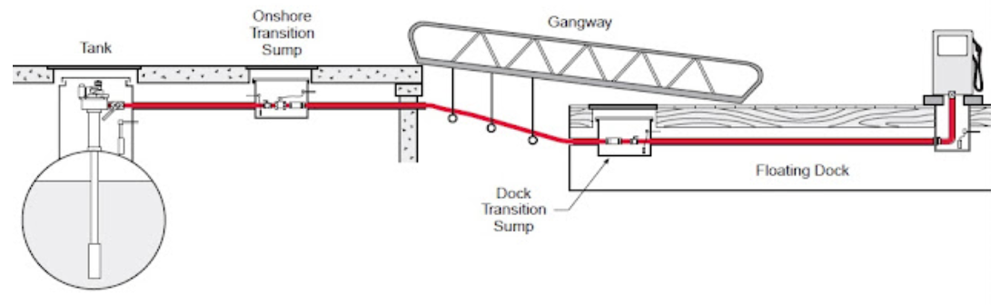 Onshore
Transition
Sump
Gangway
Tank
Floating Dock
Dock
Transition
Sump